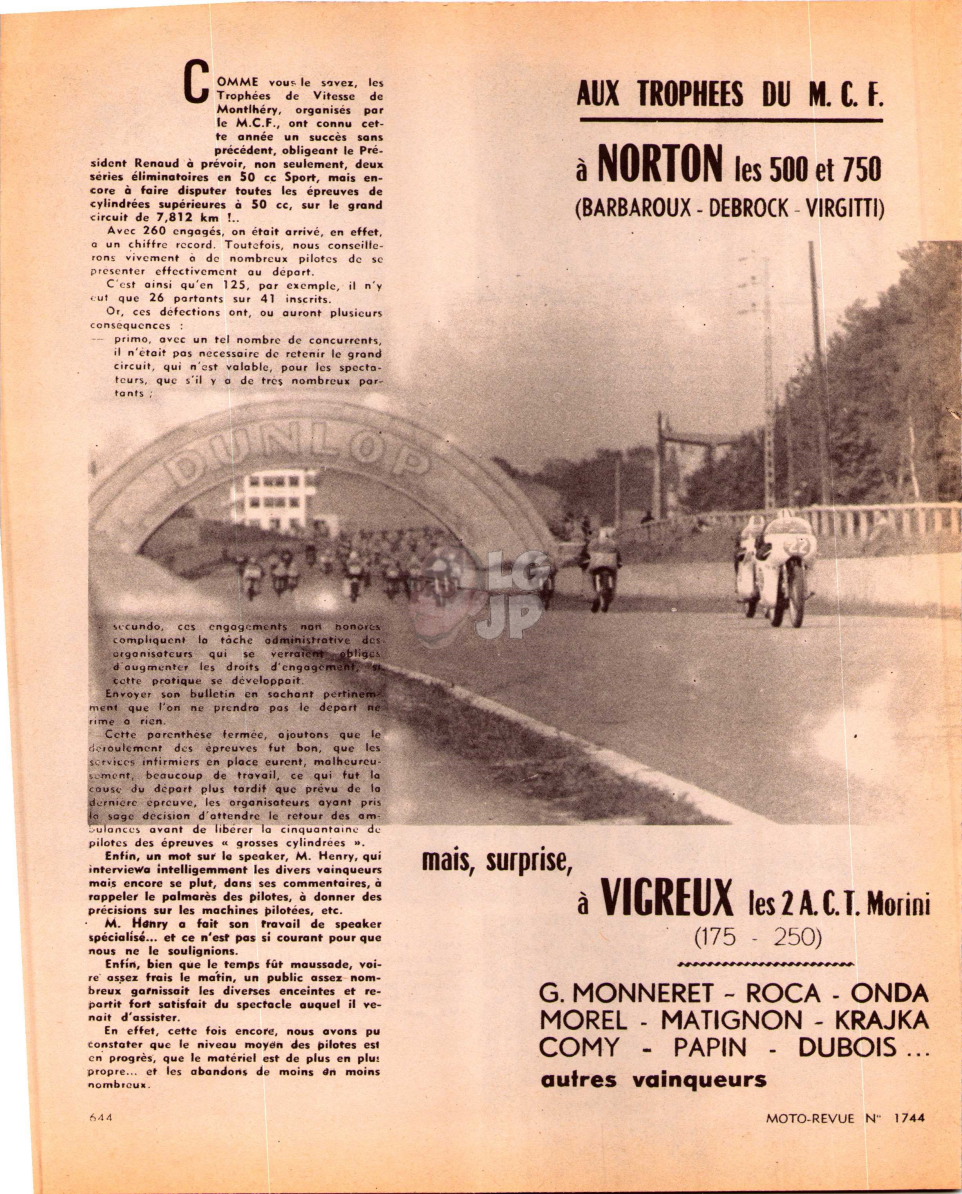 COMME vous le savez, les
Trophées de Vitesse de
Montlhéry, organisés par
le M.C.F., ont connu cet-
te année un succès sans
précédent, obligeant le Pré-
sident Renaud à prévoir, non seulement, deux
séries éliminatoires en 50 cc Sport, mais en-
core à faire disputer toutes les épreuves de
cylindrées supérieures à 50 cc, sur le grand
circuit de 7,812 km !..
Avec 260 engagés, on était arrivé, en effet,
a un chiffre record. Toutefois, nous conseille-
rons vivement à de nombreux pilotes de se
présenter effectivement au départ.
C'est ainsi qu'en 125, par exemple, il n'y
eut que 26 partants sur 41 inscrits.
Or, ces défections ont, ou auront plusieurs
conséquences :
— primo, avec un tel nombre de concurrents,
il n'était pas nécessaire de retenir le grand
circuit, qui n'est valable, pour les specta-
teurs, que s'il y a de très nombreux par-
tants ;
AUX TROPHEES DU M. C. F.
à NORTON les 500 et 750
(BARBAROUX - DEBROCK - VIRGITTI)
DUNLOP
LG
JP
— secundo, ces engagements non honorés
compliquent la tâche administrative des
organisateurs qui se verraient obligés
d'augmenter les droits d'engagement, si
cette pratique se développait.
Envoyer son bulletin en sachant pertinem-
ment que l'on ne prendra pas le départ ne
rime à rien.
Cette parenthèse fermée, ajoutons que le
déroulement des épreuves fut bon, que les
services infirmiers en place eurent, malheureu-
sement, beaucoup de travail, ce qui fut la
cause du départ plus tardif que prévu de la
dernière épreuve, les organisateurs ayant pris
la sage décision d'attendre le retour des am-
bulances avant de libérer la cinquantaine de
pilotes des épreuves « grosses cylindrées ».
Enfin, un mot sur le speaker, M. Henry, qui
interviewa intelligemment les divers vainqueurs
mais encore se plut, dans ses commentaires, à
rappeler le palmarès des pilotes, à donner des
précisions sur les machines pilotées, etc.
M. Henry a fait son travail de speaker
spécialisé... et ce n'est pas si courant pour que
nous ne le soulignions.
Enfin, bien que le temps fût maussade, voi-
re assez frais le matin, un public assez nom-
breux garnissait les diverses enceintes et re-
partit fort satisfait du spectacle auquel il ve-
nait d'assister.
En effet, cette fois encore, nous avons pu
constater que le niveau moyen des pilotes est
en progrès, que le matériel est de plus en plus
propre... et les abandons de moins en moins
nombreux.
mais, surprise,
à VIGREUX les 2 A. C. T. Morini
(175 - 250)
G. MONNERET - ROCA - ONDA
MOREL - MATIGNON - KRAJKA
COMY - PAPIN - DUBOIS ...
autres vainqueurs
644
MOTO-REVUE N° 1744